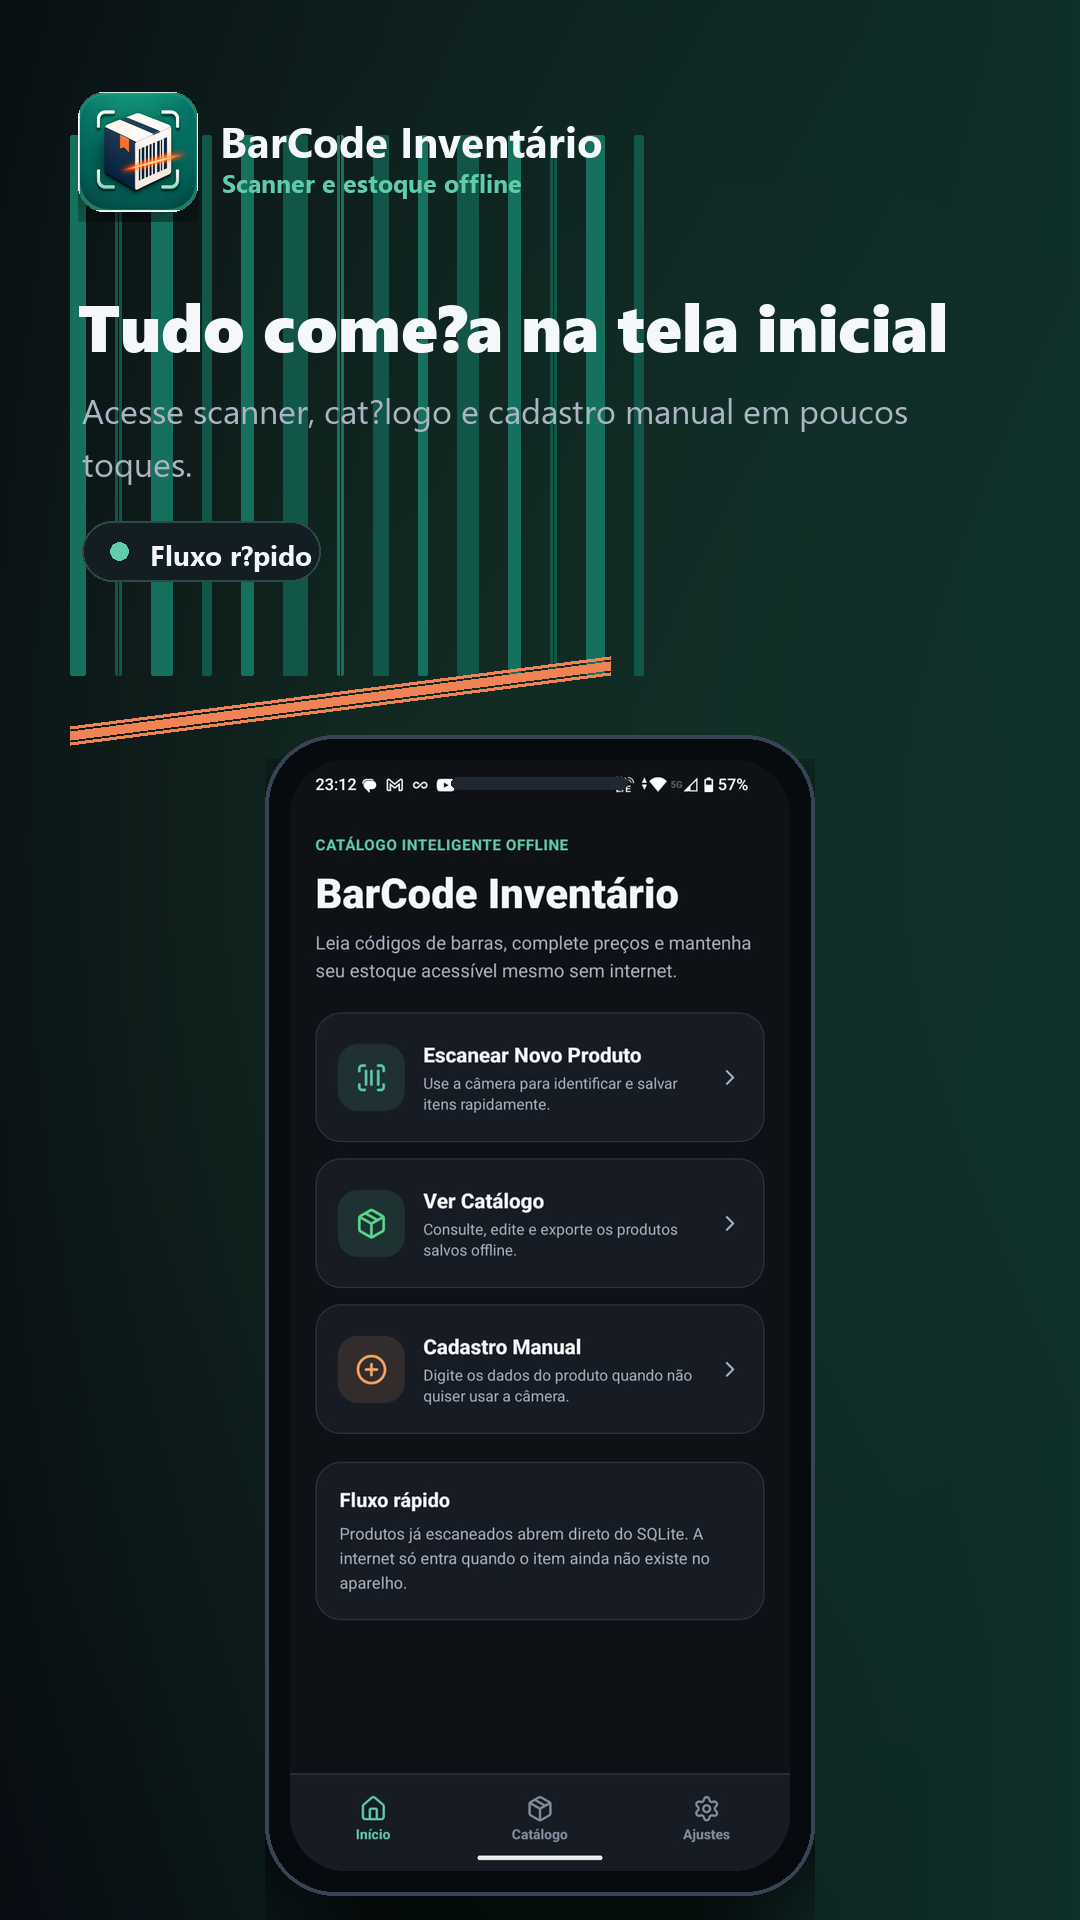 BarCode Inventário
Scanner e estoque offline
Tudo come?a na tela inicial
Acesse scanner, cat?logo e cadastro manual em poucos
toques.
Fluxo r?pido
23:12
5G
57%
CATÁLOGO INTELIGENTE OFFLINE
BarCode Inventário
Leia códigos de barras, complete preços e mantenha
seu estoque acessível mesmo sem internet.
Escanear Novo Produto
Use a câmera para identificar e salvar
itens rapidamente.
Ver Catálogo
Consulte, edite e exporte os produtos
salvos offline.
Cadastro Manual
Digite os dados do produto quando não
quiser usar a câmera.
Fluxo rápido
Produtos já escaneados abrem direto do SQLite. A
internet só entra quando o item ainda não existe no
aparelho.
Início
Catálogo
Ajustes